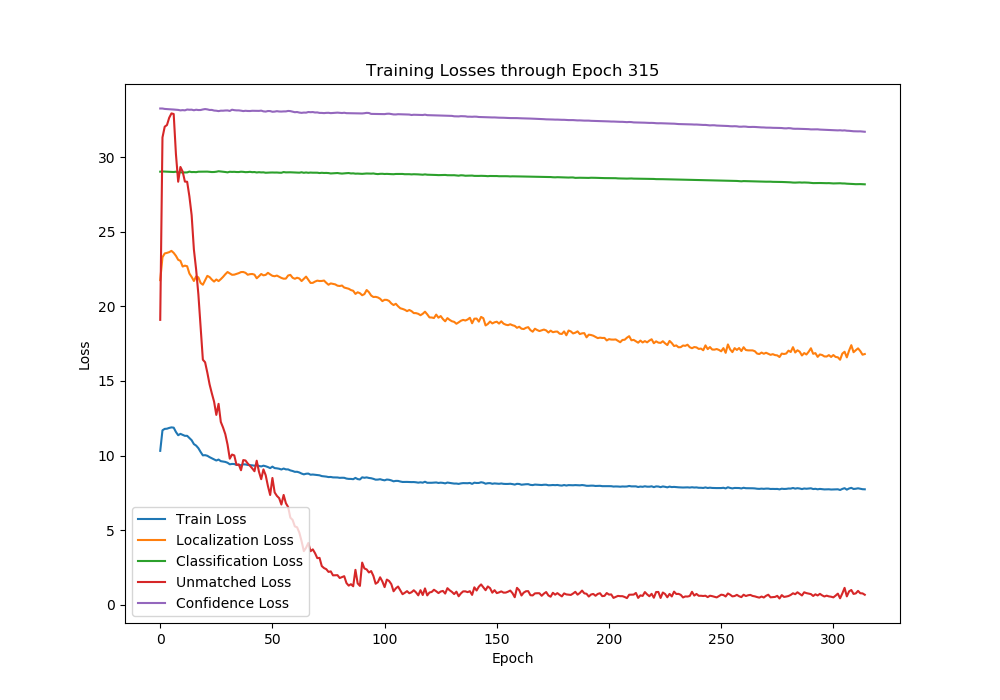 Training Losses through Epoch 315
Loss
30
25
20
15
10
5
0
Train Loss
Localization Loss
Classification Loss
Unmatched Loss
Confidence Loss
0 50 100 150 200 250 300
Epoch